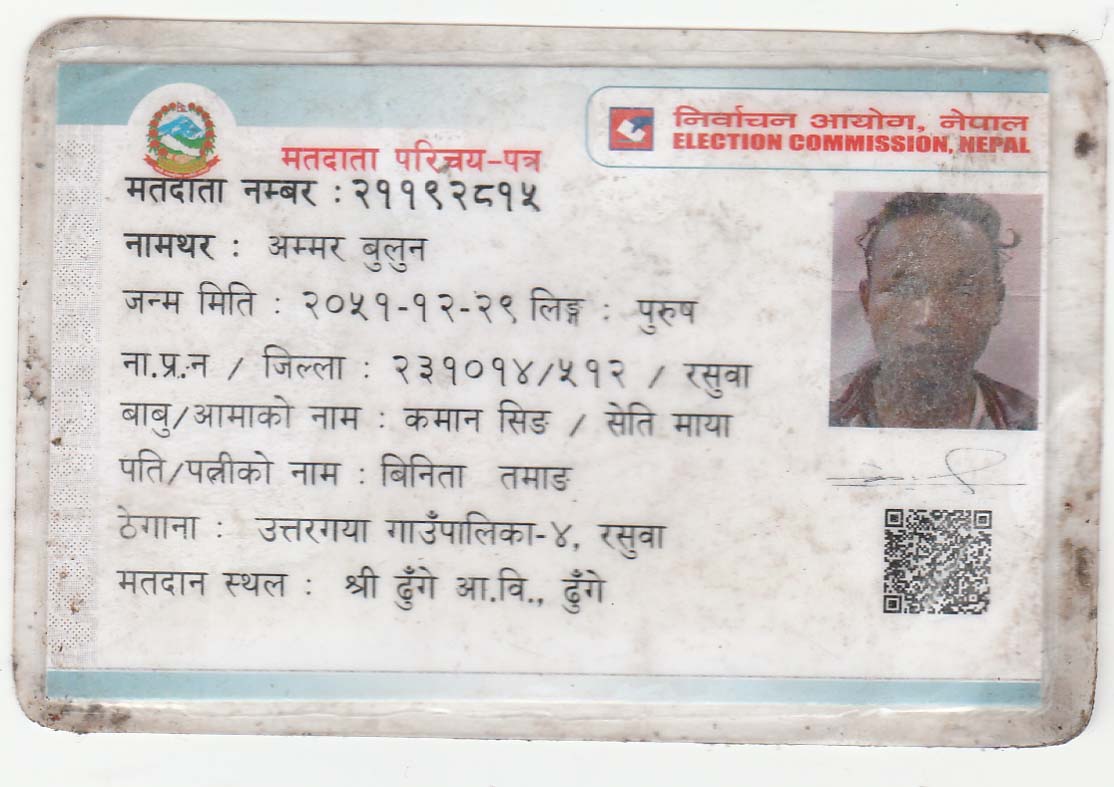 निर्वाचन आयोग, नेपाल
ELECTION COMMISSION, NEPAL
मतदाता परिचय-पत्र
मतदाता नम्बर : २११९२८१५
नामथर : अम्मर बुलुन
जन्म मिति : २०५१-१२-२९ लिङ्ग : पुरुष
ना.प्र.न / जिल्ला : २३१०१४/५१२ / रसुवा
बाबु/आमाको नाम : कमान सिङ / सेति माया
पति/पत्नीको नाम : बिनिता तमाङ
ठेगाना : उत्तरगया गाउँपालिका-४, रसुवा
मतदान स्थल : श्री ढुँगे आ.वि., ढुँगे